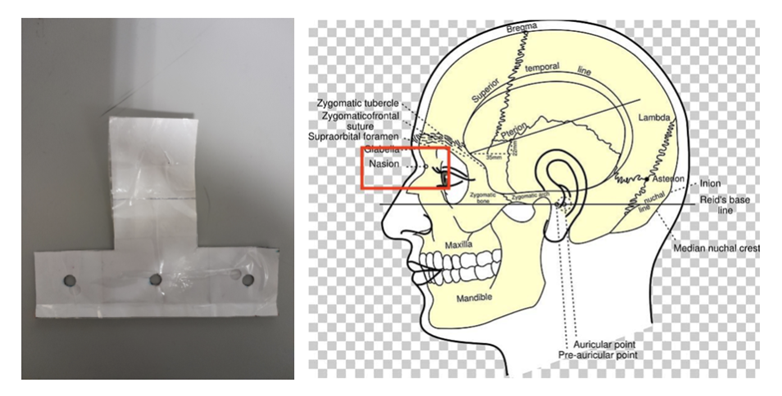 Bregma
Superior temporal line
Zygomatic tubercle
Zygomaticofrontal
suture
Supraorbital foramen
Glabella
Nasion
Pterion
35mm
Lambda
Asterion
Inion
Reid's base
line
nuchal
line
Median nuchal crest
Zygomatic
bone
Zygomatic arch
Maxilla
Mandible
Auricular point
Pre-auricular point